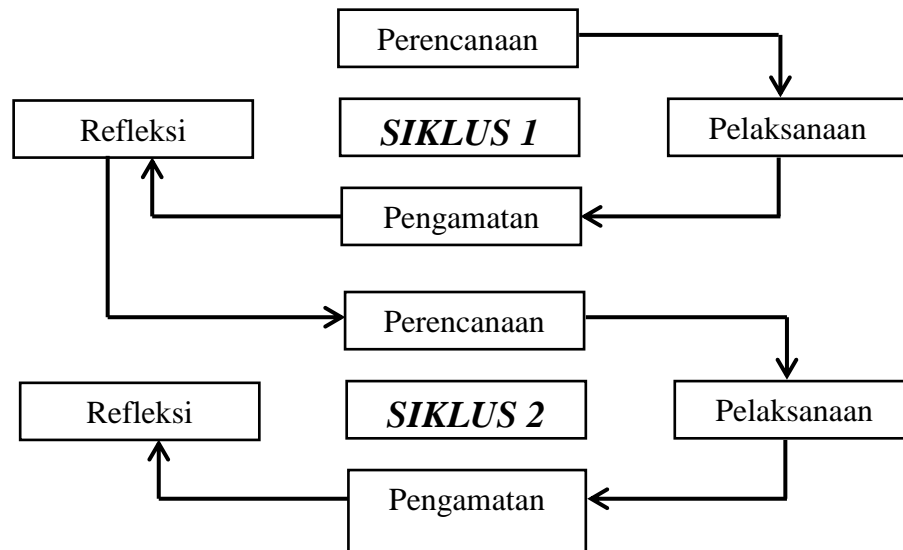 Perencanaan
Refleksi
SIKLUS 1
Pelaksanaan
Pengamatan
Perencanaan
Refleksi
SIKLUS 2
Pelaksanaan
Pengamatan